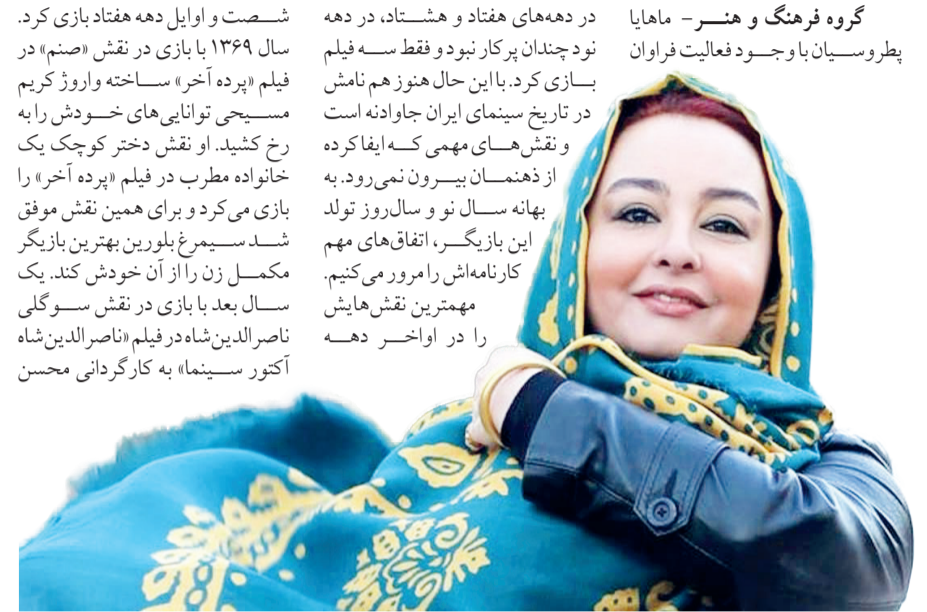 گروه فرهنگ و هنر- ماهایا
پطروسیان با وجود فعالیت فراوان
در دهه‌های هفتاد و هشتاد، در دهه
نود چندان پرکار نبود و فقط سه فیلم
بازی کرد. با این حال هنوز هم نامش
در تاریخ سینمای ایران جاودانه است
و نقش‌های مهمی که ایفا کرده
از ذهنمان بیرون نمی‌رود. به
بهانه سال نو و سال‌روز تولد
این بازیگر، اتفاق‌های مهم
کارنامه‌اش را مرور می‌کنیم.
مهمترین نقش‌هایش
را در اواخر دهه
شصت و اوایل دهه هفتاد بازی کرد.
سال ۱۳۶۹ با بازی در نقش «صنم» در
فیلم «پرده آخر» ساخته واروژ کریم
مسیحی توانایی‌های خودش را به
رخ کشید. او نقش دختر کوچک یک
خانواده مطرب در فیلم «پرده آخر» را
بازی می‌کرد و برای همین نقش موفق
شد سیمرغ بلورین بهترین بازیگر
مکمل زن را از آن خودش کند. یک
سال بعد با بازی در نقش سوگلی
ناصرالدین‌شاه در فیلم «ناصرالدین‌شاه
آکتور سینما» به کارگردانی محسن